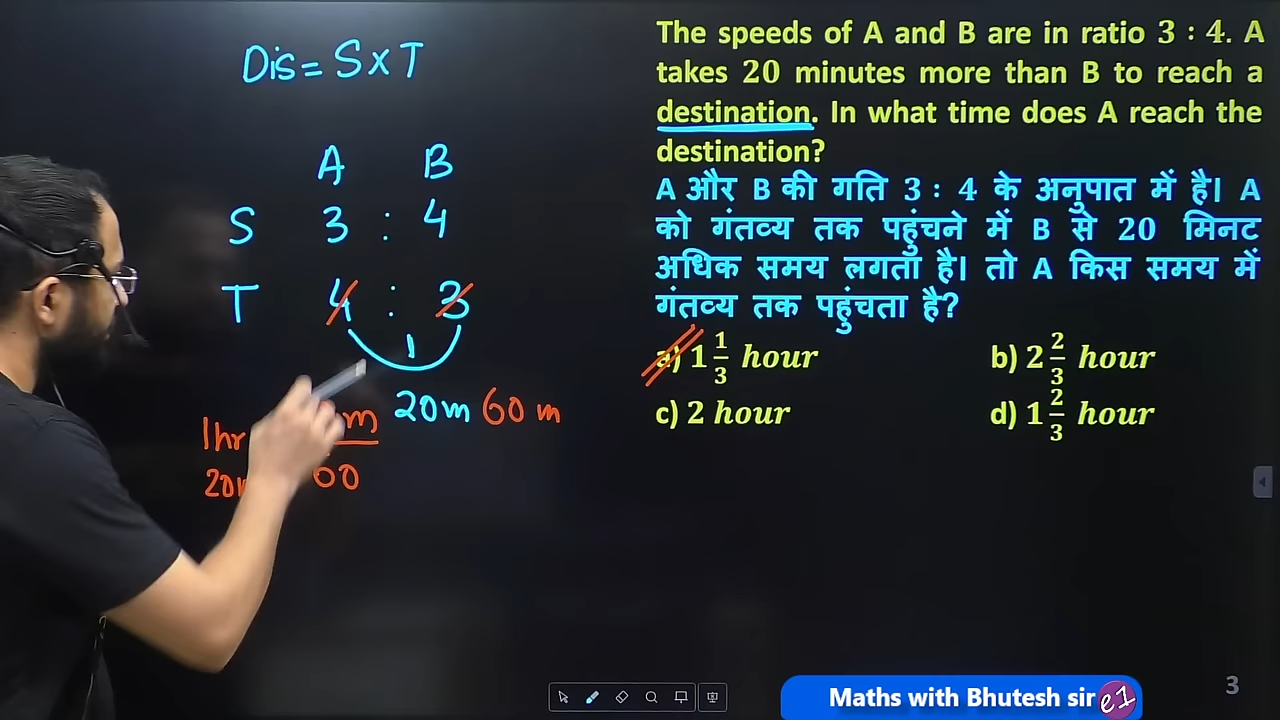 Dis = S x T
A B
S 3 : 4
T 4 : 3
1
20m 60 m
1hr m
60
The speeds of A and B are in ratio 3 : 4. A
takes 20 minutes more than B to reach a
destination. In what time does A reach the
destination?
A और B की गति 3 : 4 के अनुपात में है। A
को गंतव्य तक पहुंचने में B से 20 मिनट
अधिक समय लगता है। तो A किस समय में
गंतव्य तक पहुंचता है?
a) 1 1/3 hour b) 2 2/3 hour
c) 2 hour d) 1 2/3 hour
Maths with Bhutesh sir e1
3